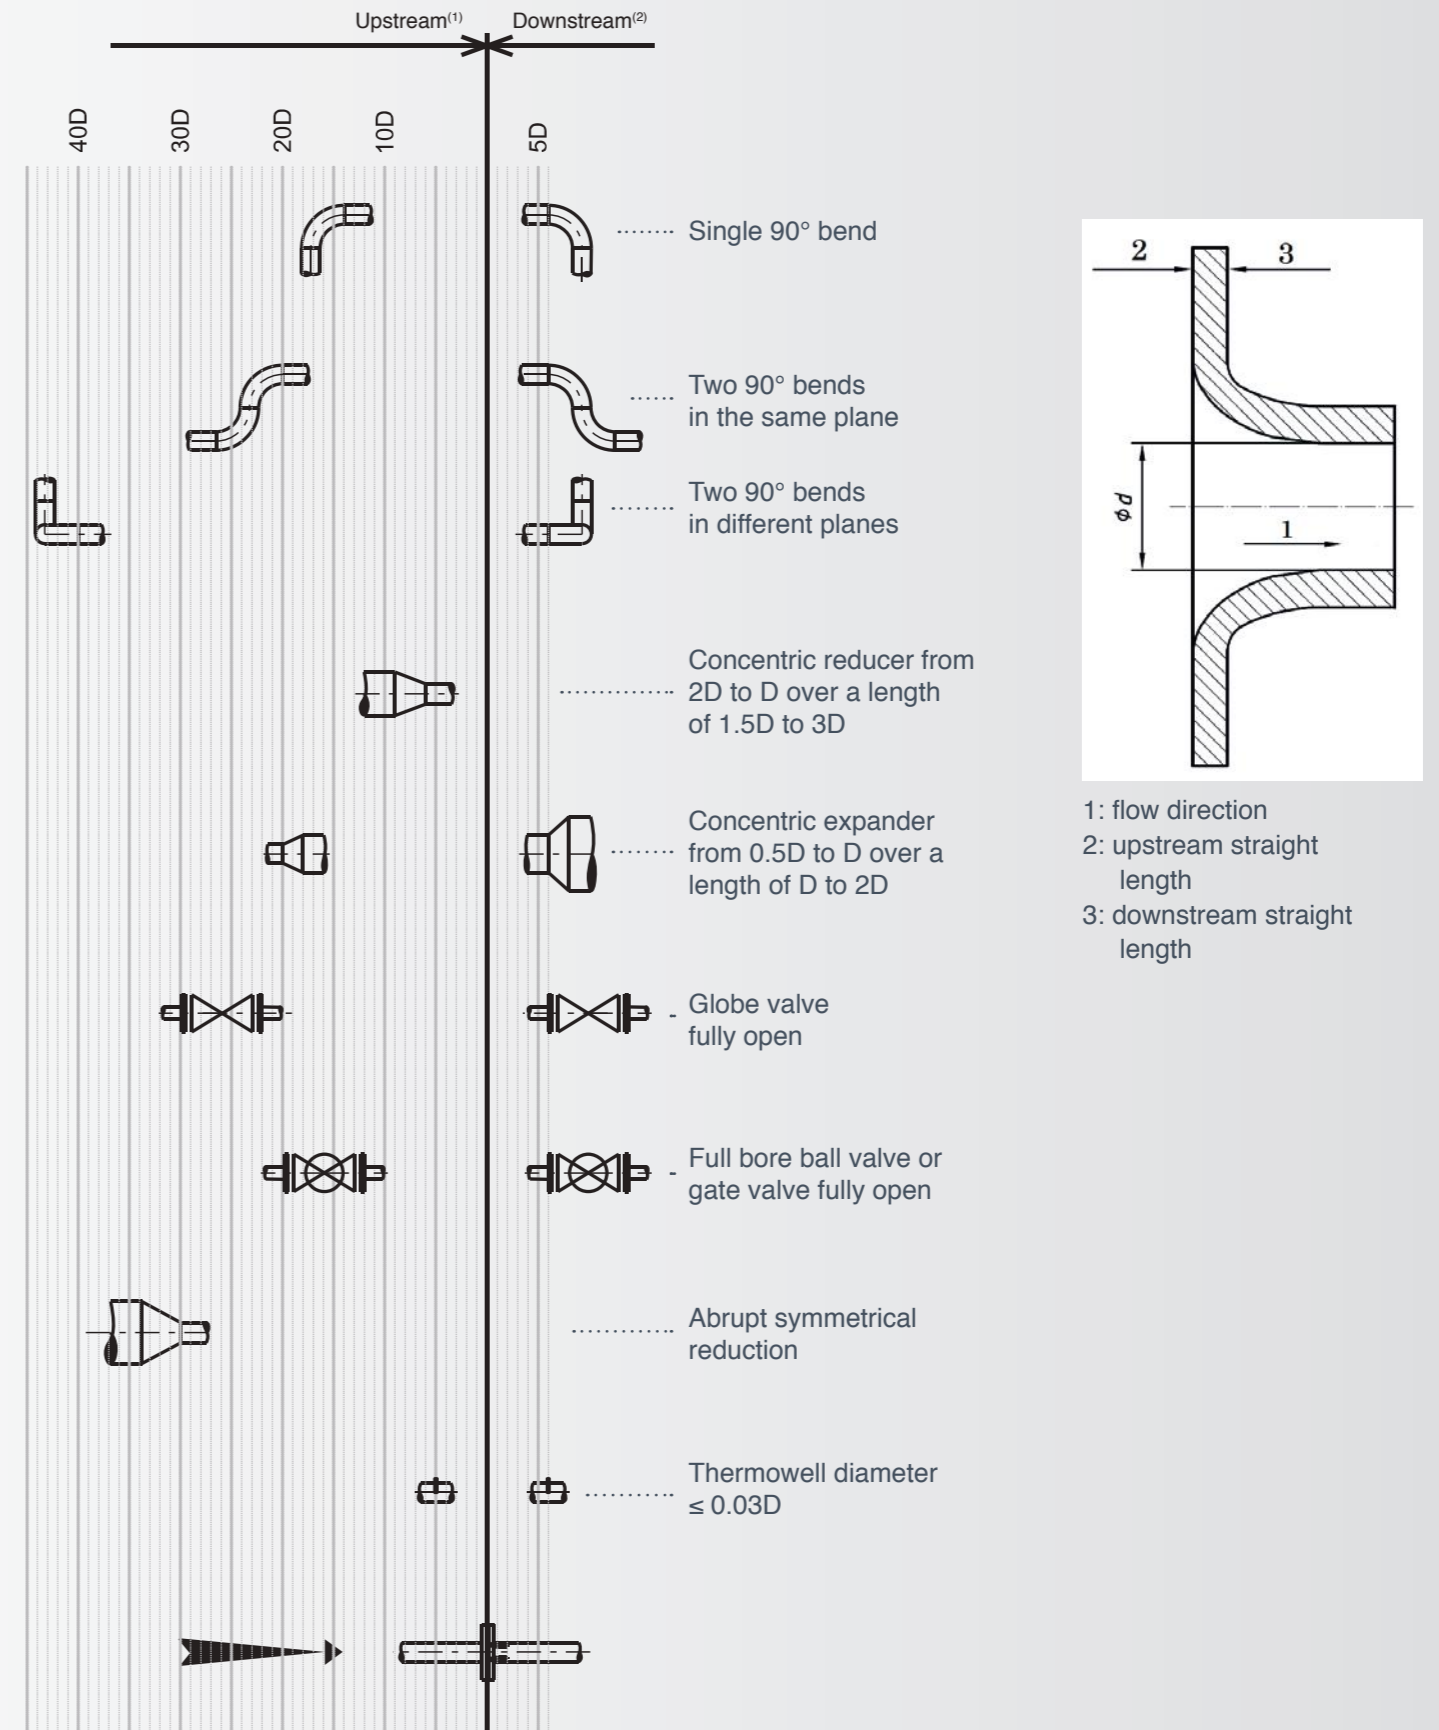 Upstream(1) Downstream(2)
40D 30D 20D 10D 5D
Single 90° bend
Two 90° bends
in the same plane
Two 90° bends
in different planes
Concentric reducer from
2D to D over a length
of 1.5D to 3D
Concentric expander
from 0.5D to D over a
length of D to 2D
Globe valve
fully open
Full bore ball valve or
gate valve fully open
Abrupt symmetrical
reduction
Thermowell diameter
≤ 0.03D
2 3
ϕd
1
1: flow direction
2: upstream straight
length
3: downstream straight
length